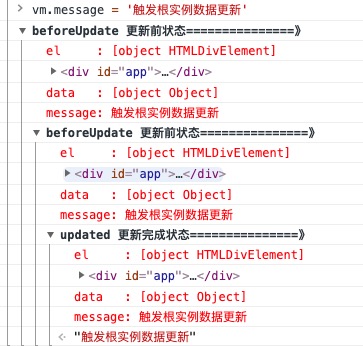 > vm.message = '触发根实例数据更新'
▼ beforeUpdate 更新前状态===============》
el : [object HTMLDivElement]
▶ <div id="app">…</div>
data : [object Object]
message: 触发根实例数据更新
▼ beforeUpdate 更新前状态===============》
el : [object HTMLDivElement]
▶ <div id="app">…</div>
data : [object Object]
message: 触发根实例数据更新
▼ updated 更新完成状态===============》
el : [object HTMLDivElement]
▶ <div id="app">…</div>
data : [object Object]
message: 触发根实例数据更新
"触发根实例数据更新"